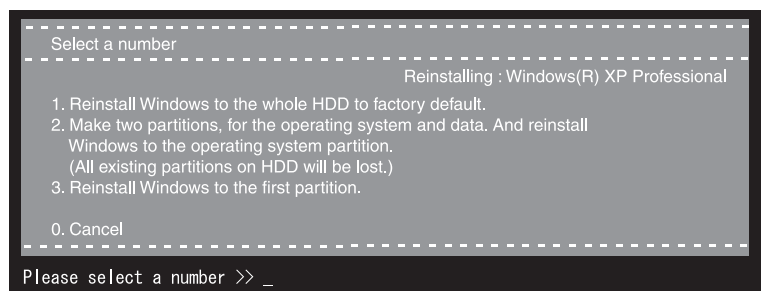 Select a number
Reinstalling : Windows(R) XP Professional
1. Reinstall Windows to the whole HDD to factory default.
2. Make two partitions, for the operating system and data. And reinstall
Windows to the operating system partition.
(All existing partitions on HDD will be lost.)
3. Reinstall Windows to the first partition.
0. Cancel
Please select a number >> _